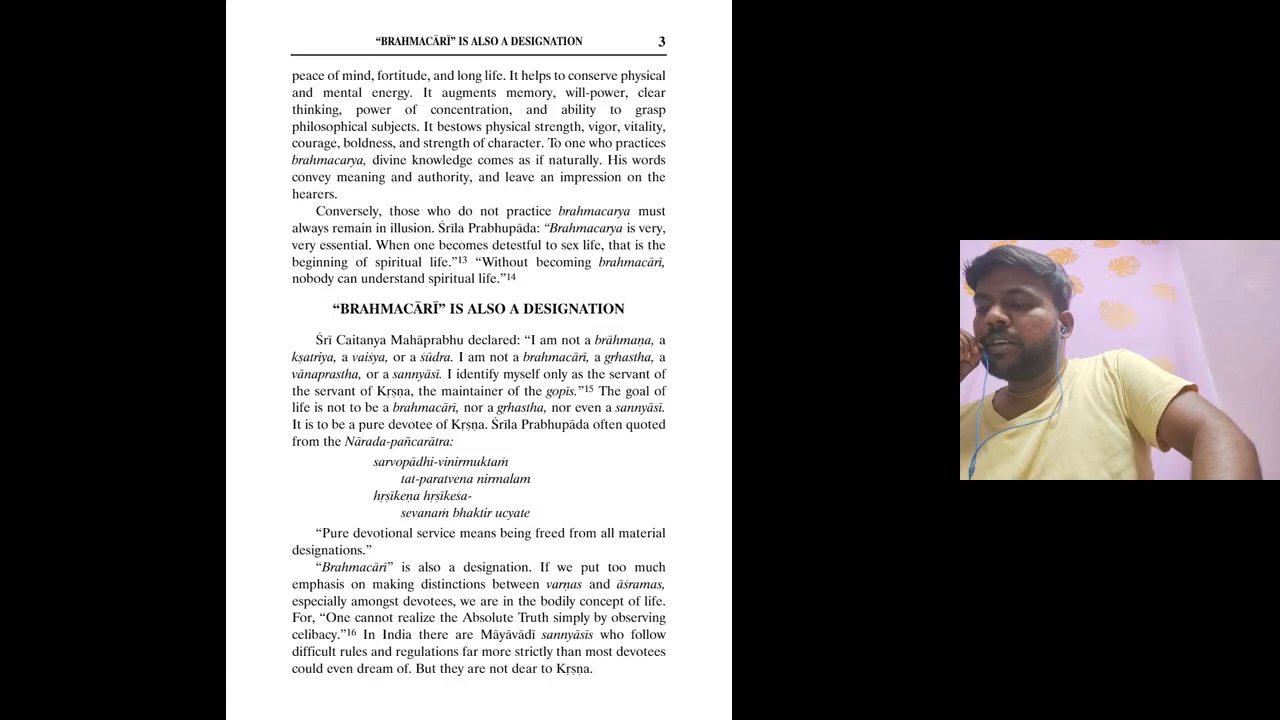 “BRAHMACĀRĪ” IS ALSO A DESIGNATION 3
peace of mind, fortitude, and long life. It helps to conserve physical
and mental energy. It augments memory, will-power, clear
thinking, power of concentration, and ability to grasp
philosophical subjects. It bestows physical strength, vigor, vitality,
courage, boldness, and strength of character. To one who practices
brahmacarya, divine knowledge comes as if naturally. His words
convey meaning and authority, and leave an impression on the
hearers.
Conversely, those who do not practice brahmacarya must
always remain in illusion. Śrīla Prabhupāda: “Brahmacarya is very,
very essential. When one becomes detestful to sex life, that is the
beginning of spiritual life.”13 “Without becoming brahmacārī,
nobody can understand spiritual life.”14
“BRAHMACĀRĪ” IS ALSO A DESIGNATION
Śrī Caitanya Mahāprabhu declared: “I am not a brāhmaṇa, a
kṣatriya, a vaiśya, or a śūdra. I am not a brahmacārī, a gṛhastha, a
vānaprastha, or a sannyāsī. I identify myself only as the servant of
the servant of Kṛṣṇa, the maintainer of the gopīs.”15 The goal of
life is not to be a brahmacārī, nor a gṛhastha, nor even a sannyāsī.
It is to be a pure devotee of Kṛṣṇa. Śrīla Prabhupāda often quoted
from the Nārada-pañcarātra:
sarvopādhi-vinirmuktaṁ
tat-paratvena nirmalam
hṛṣīkeṇa hṛṣīkeśa-
sevanaṁ bhaktir ucyate
“Pure devotional service means being freed from all material
designations.”
“Brahmacārī” is also a designation. If we put too much
emphasis on making distinctions between varṇas and āśramas,
especially amongst devotees, we are in the bodily concept of life.
For, “One cannot realize the Absolute Truth simply by observing
celibacy.”16 In India there are Māyāvādī sannyāsīs who follow
difficult rules and regulations far more strictly than most devotees
could even dream of. But they are not dear to Kṛṣṇa.